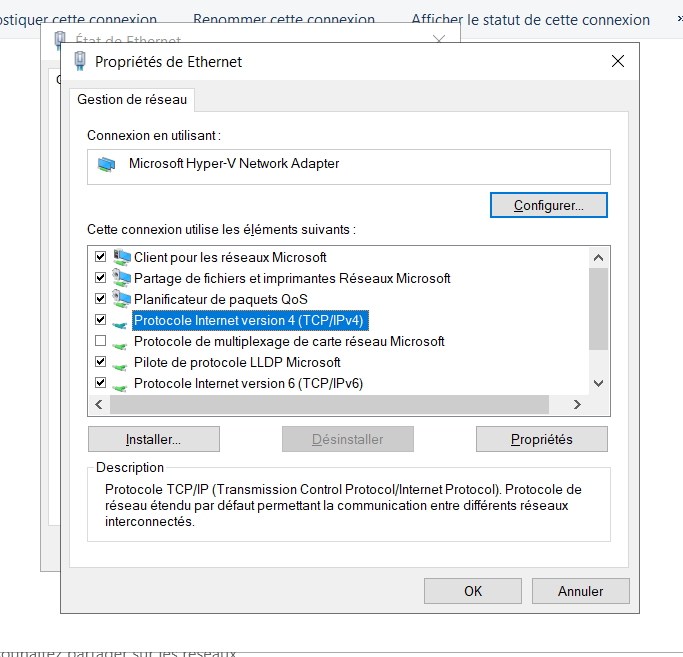 cette connexion
Renommer cette connexion
Afficher le statut de cette connexion
»
État de Ethernet
Propriétés de Ethernet
Gestion de réseau
Connexion en utilisant :
Microsoft Hyper-V Network Adapter
Configurer...
Cette connexion utilise les éléments suivants :
Client pour les réseaux Microsoft
Partage de fichiers et imprimantes Réseaux Microsoft
Planificateur de paquets QoS
Protocole Internet version 4 (TCP/IPv4)
Protocole de multiplexage de carte réseau Microsoft
Pilote de protocole LLDP Microsoft
Protocole Internet version 6 (TCP/IPv6)
Installer...
Désinstaller
Propriétés
Description
Protocole TCP/IP (Transmission Control Protocol/Internet Protocol). Protocole de
réseau étendu par défaut permettant la communication entre différents réseaux
interconnectés.
OK
Annuler
partager sur les réseaux